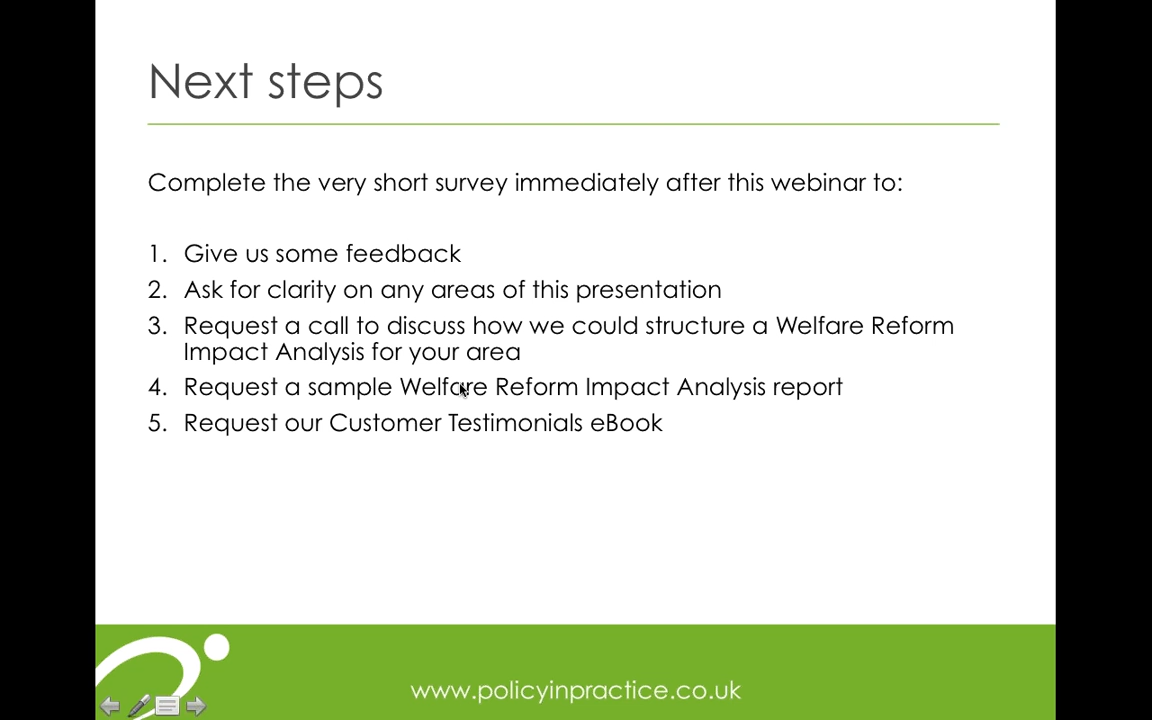 Next steps
Complete the very short survey immediately after this webinar to:
1. Give us some feedback
2. Ask for clarity on any areas of this presentation
3. Request a call to discuss how we could structure a Welfare Reform
Impact Analysis for your area
4. Request a sample Welfare Reform Impact Analysis report
5. Request our Customer Testimonials eBook
www.policyinpractice.co.uk